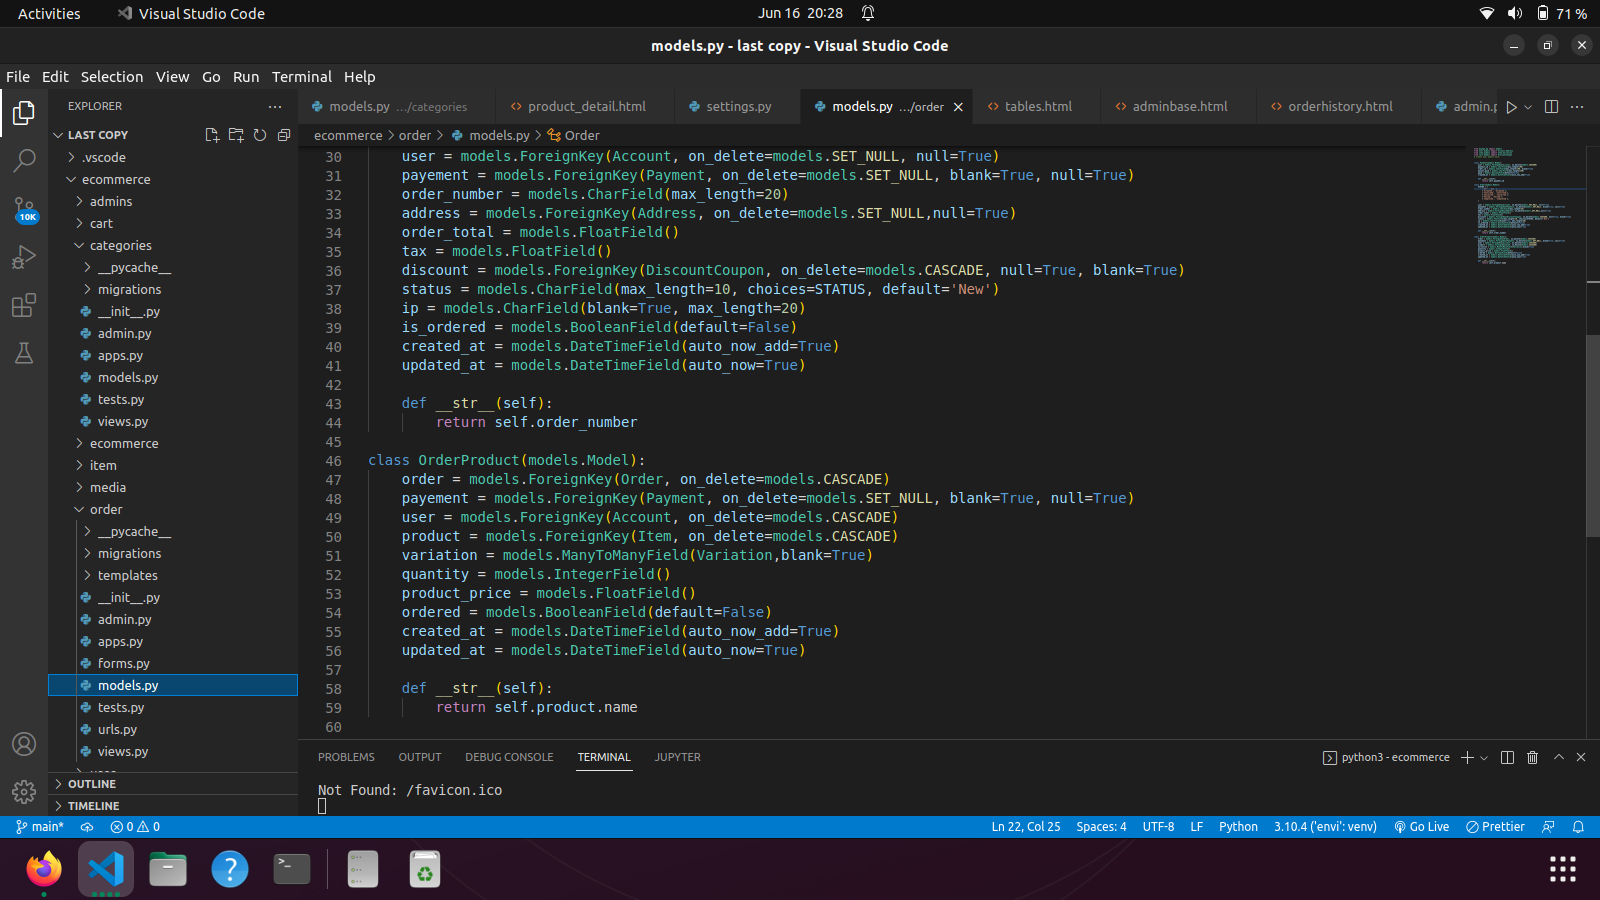 Activities
Visual Studio Code
Jun 16 20:28
71 %
models.py - last copy - Visual Studio Code
File Edit Selection View Go Run Terminal Help
EXPLORER
models.py .../categories
product_detail.html
settings.py
models.py .../order
tables.html
adminbase.html
orderhistory.html
admin.p
LAST COPY
ecommerce > order > models.py > Order
.vscode
ecommerce
admins
cart
categories
__pycache__
migrations
__init__.py
admin.py
apps.py
models.py
tests.py
views.py
ecommerce
item
media
order
__pycache__
migrations
templates
__init__.py
admin.py
apps.py
forms.py
models.py
tests.py
urls.py
views.py
OUTLINE
TIMELINE
10K
30 user = models.ForeignKey(Account, on_delete=models.SET_NULL, null=True)
31 payement = models.ForeignKey(Payment, on_delete=models.SET_NULL, blank=True, null=True)
32 order_number = models.CharField(max_length=20)
33 address = models.ForeignKey(Address, on_delete=models.SET_NULL,null=True)
34 order_total = models.FloatField()
35 tax = models.FloatField()
36 discount = models.ForeignKey(DiscountCoupon, on_delete=models.CASCADE, null=True, blank=True)
37 status = models.CharField(max_length=10, choices=STATUS, default='New')
38 ip = models.CharField(blank=True, max_length=20)
39 is_ordered = models.BooleanField(default=False)
40 created_at = models.DateTimeField(auto_now_add=True)
41 updated_at = models.DateTimeField(auto_now=True)
42
43 def __str__(self):
44 return self.order_number
45
46 class OrderProduct(models.Model):
47 order = models.ForeignKey(Order, on_delete=models.CASCADE)
48 payement = models.ForeignKey(Payment, on_delete=models.SET_NULL, blank=True, null=True)
49 user = models.ForeignKey(Account, on_delete=models.CASCADE)
50 product = models.ForeignKey(Item, on_delete=models.CASCADE)
51 variation = models.ManyToManyField(Variation,blank=True)
52 quantity = models.IntegerField()
53 product_price = models.FloatField()
54 ordered = models.BooleanField(default=False)
55 created_at = models.DateTimeField(auto_now_add=True)
56 updated_at = models.DateTimeField(auto_now=True)
57
58 def __str__(self):
59 return self.product.name
60
PROBLEMS OUTPUT DEBUG CONSOLE TERMINAL JUPYTER
python3 - ecommerce
Not Found: /favicon.ico
main* 0 0
Ln 22, Col 25 Spaces: 4 UTF-8 LF Python 3.10.4 ('envi': venv) Go Live Prettier